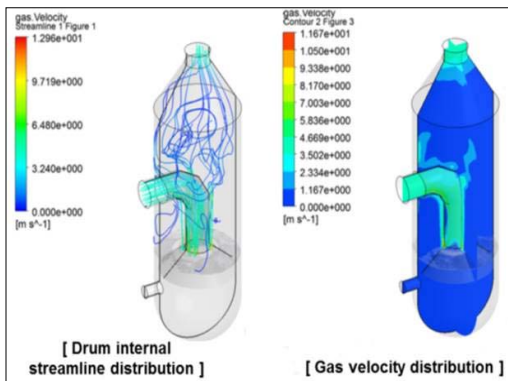 gas.Velocity
Streamline 1 Figure 1
1.296e+001
9.719e+000
6.480e+000
3.240e+000
0.000e+000
[m s^-1]
[ Drum internal
streamline distribution ]
gas.Velocity
Contour 2 Figure 3
1.167e+001
1.050e+001
9.338e+000
8.170e+000
7.003e+000
5.836e+000
4.669e+000
3.502e+000
2.334e+000
1.167e+000
0.000e+000
[m s^-1]
[ Gas velocity distribution ]